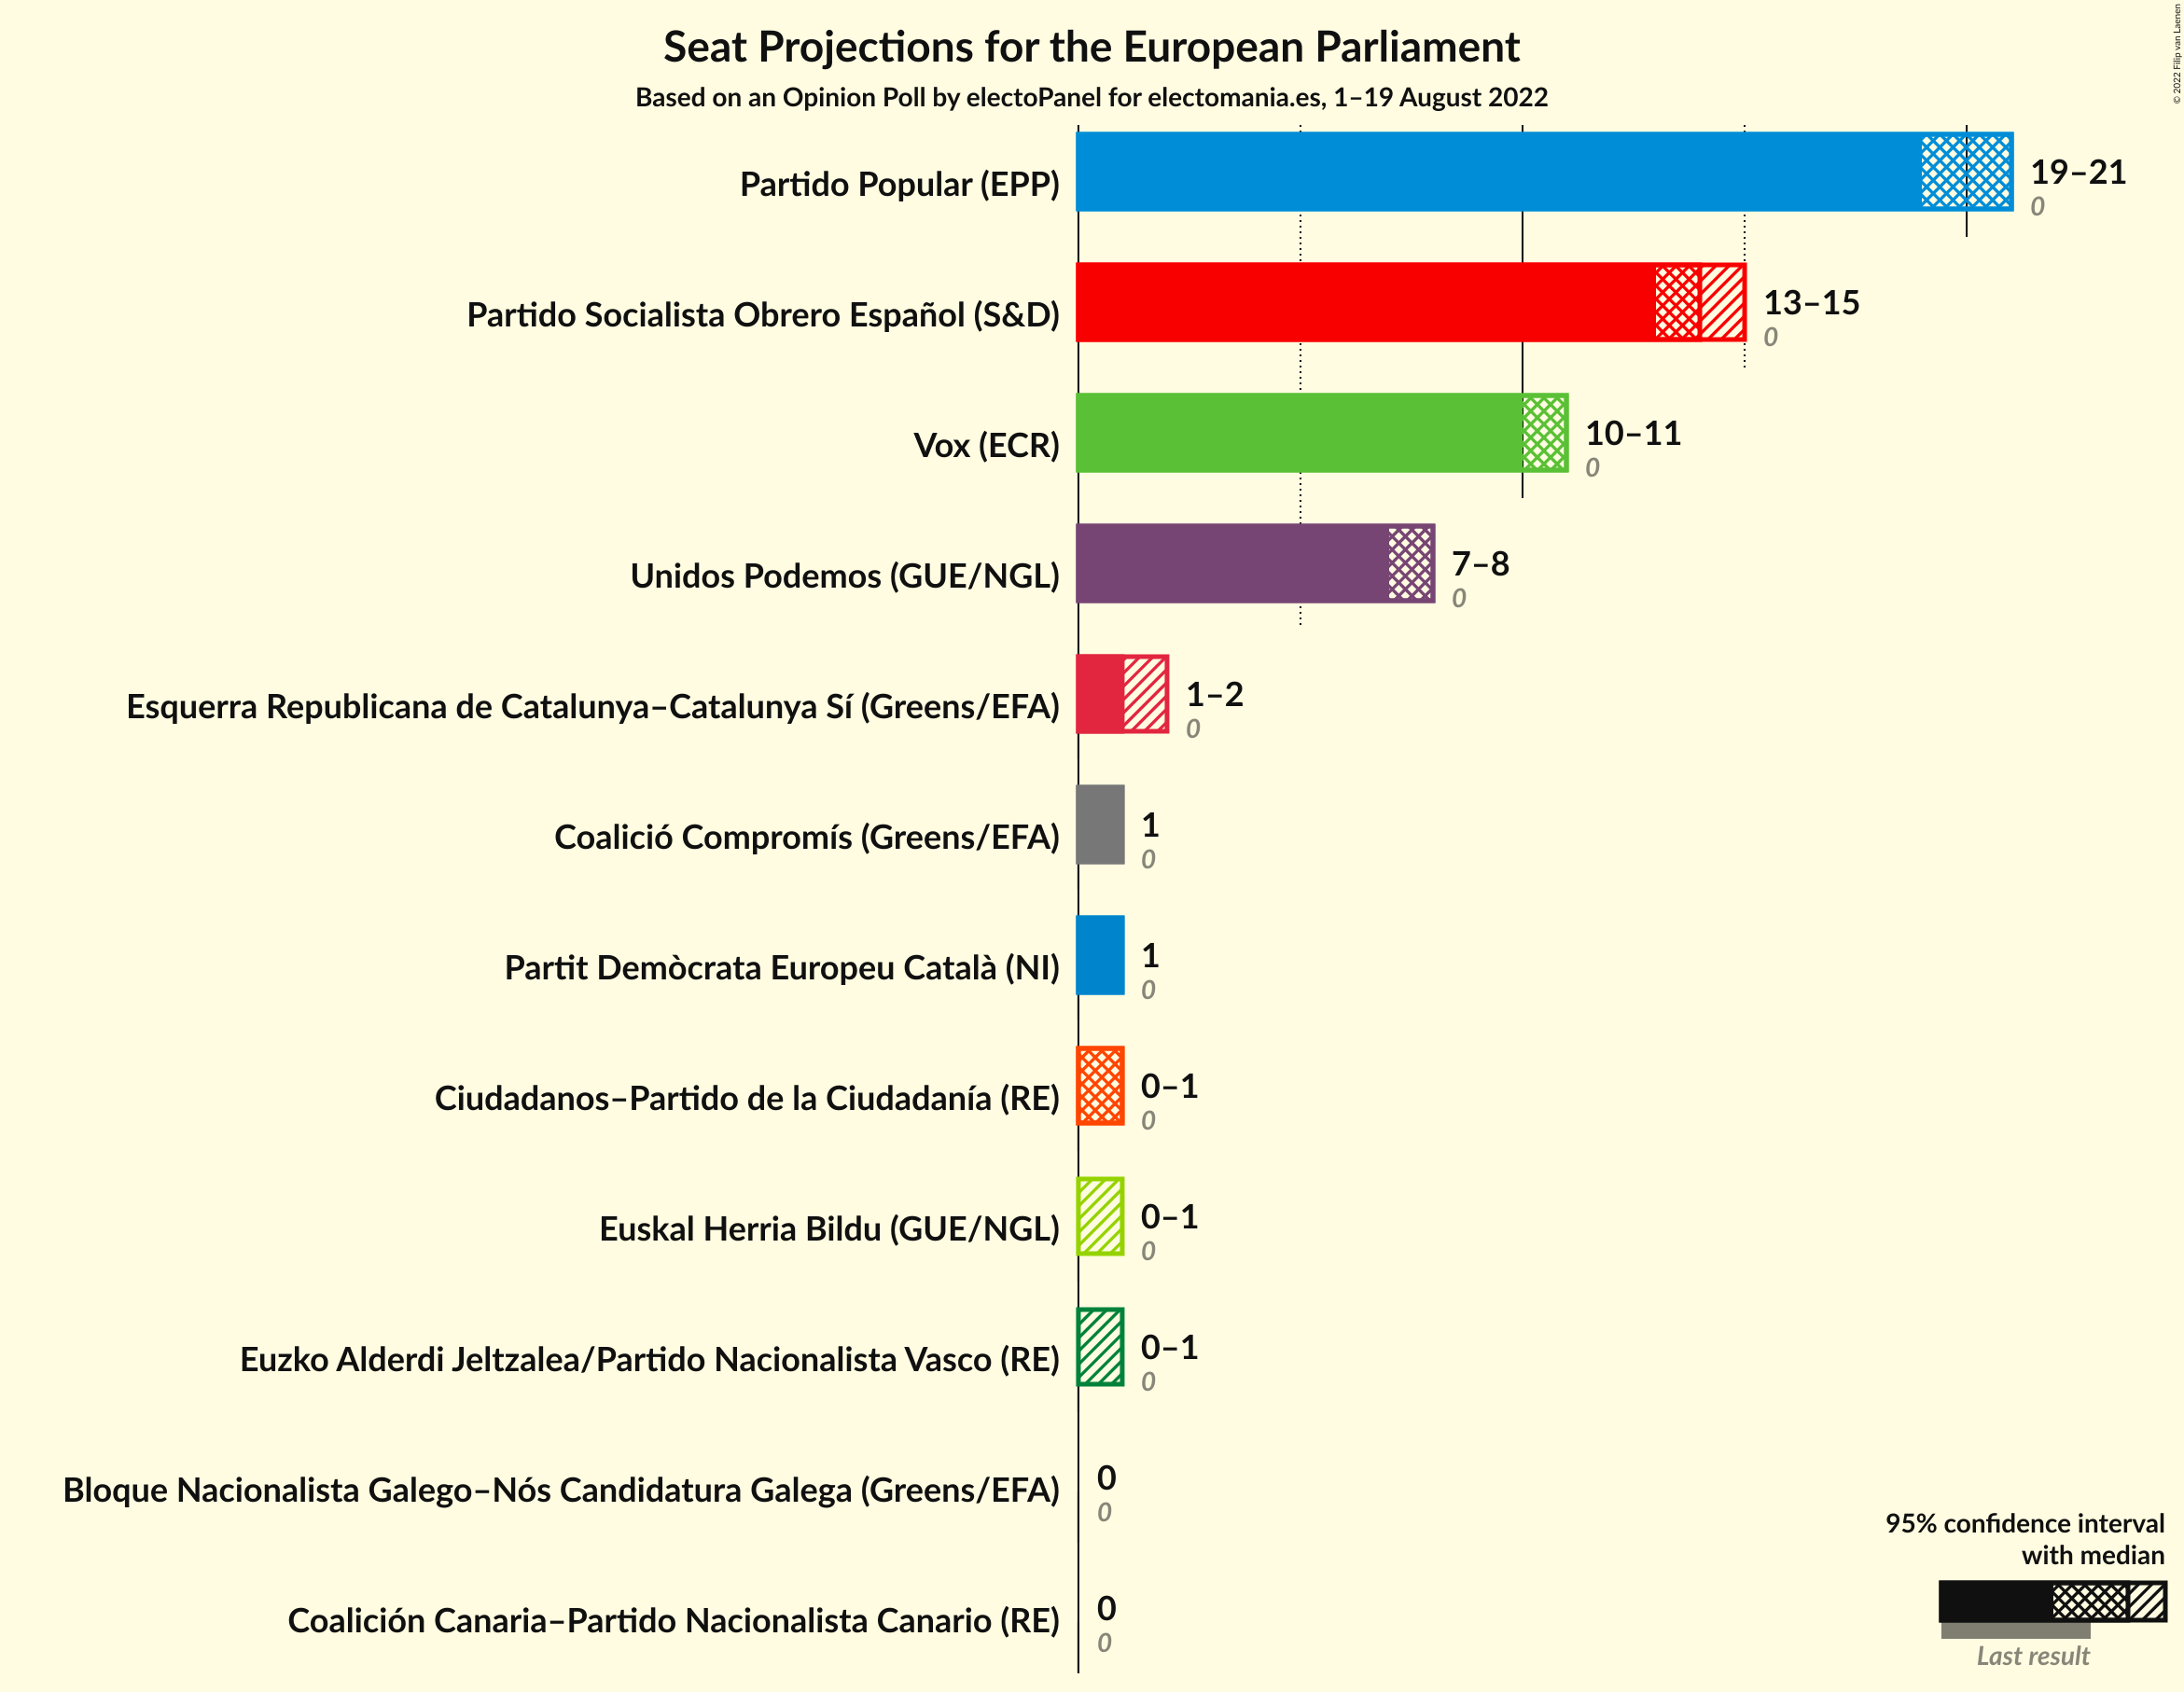 Seat Projections for the European Parliament
Based on an Opinion Poll by electoPanel for electomania.es, 1–19 August 2022
© 2022 Filip van Laenen
Partido Popular (EPP)
19–21
0
Partido Socialista Obrero Español (S&D)
13–15
0
Vox (ECR)
10–11
0
Unidos Podemos (GUE/NGL)
7–8
0
Esquerra Republicana de Catalunya–Catalunya Sí (Greens/EFA)
1–2
0
Coalició Compromís (Greens/EFA)
1
0
Partit Demòcrata Europeu Català (NI)
1
0
Ciudadanos–Partido de la Ciudadanía (RE)
0–1
0
Euskal Herria Bildu (GUE/NGL)
0–1
0
Euzko Alderdi Jeltzalea/Partido Nacionalista Vasco (RE)
0–1
0
Bloque Nacionalista Galego–Nós Candidatura Galega (Greens/EFA)
0
0
Coalición Canaria–Partido Nacionalista Canario (RE)
0
0
95% confidence interval
with median
Last result